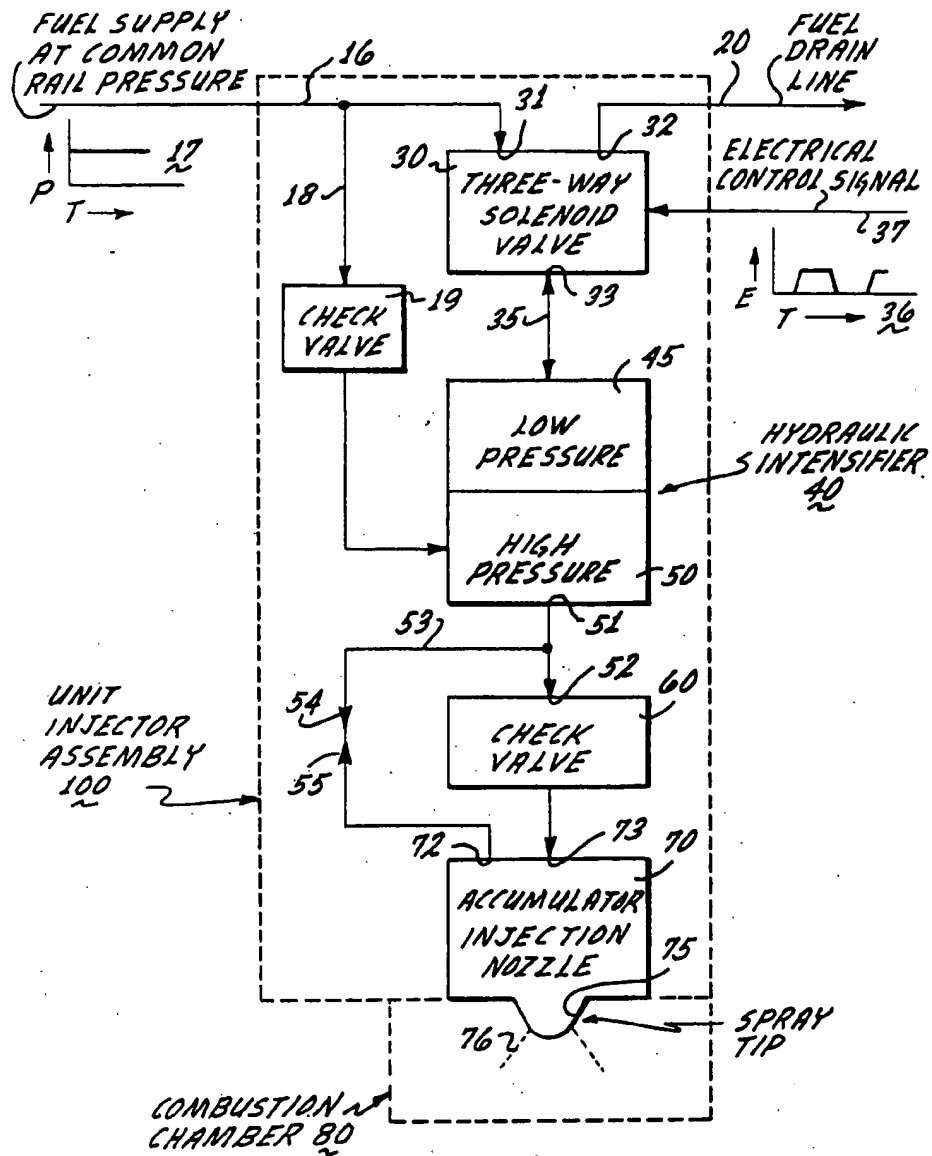 FUEL SUPPLY
AT COMMON
RAIL PRESSURE
16
20
FUEL
DRAIN
LINE
31
32
17
P
T
18
30
THREE-WAY
SOLENOID
VALVE
ELECTRICAL
CONTROL SIGNAL
37
33
E
T
36
19
CHECK
VALVE
35
45
LOW
PRESSURE
HYDRAULIC
INTENSIFIER
40
HIGH
PRESSURE
50
51
53
52
60
54
55
CHECK
VALVE
UNIT
INJECTOR
ASSEMBLY
100
72
73
70
ACCUMULATOR
INJECTION
NOZZLE
75
76
SPRAY
TIP
COMBUSTION
CHAMBER 80